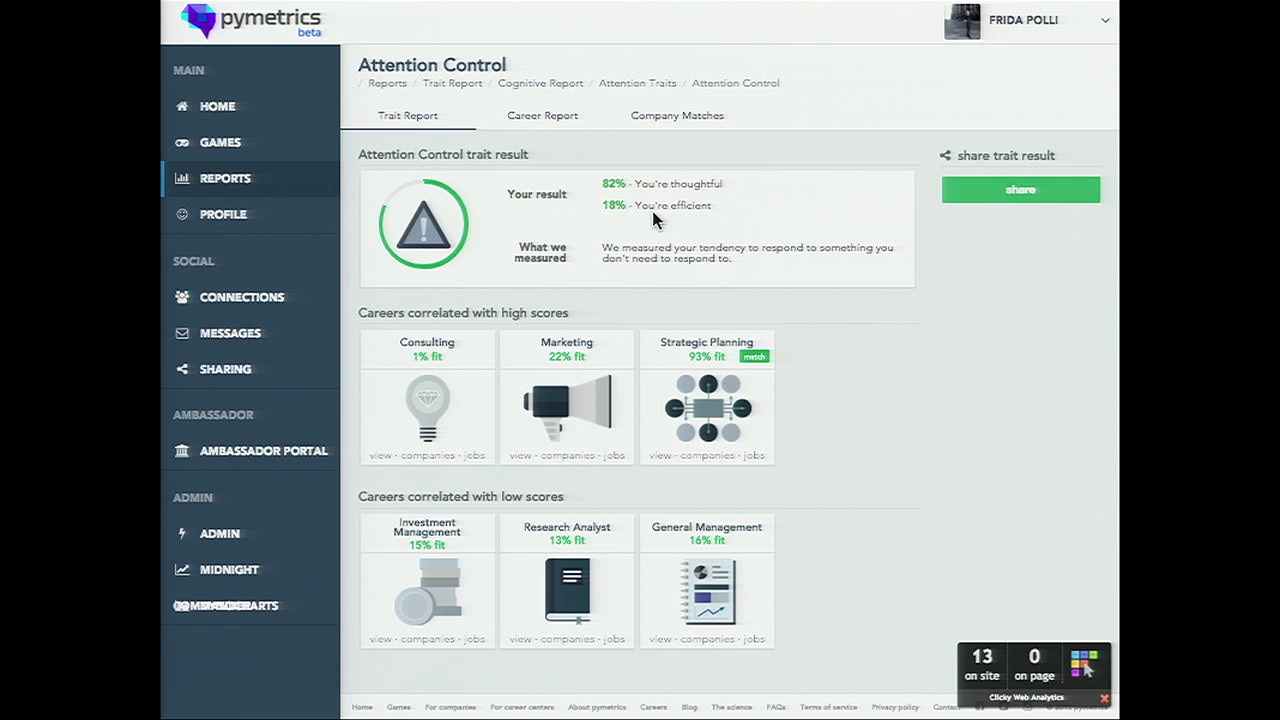 pymetrics
beta
FRIDA POLLI
MAIN
HOME
GAMES
REPORTS
PROFILE
SOCIAL
CONNECTIONS
MESSAGES
SHARING
AMBASSADOR
AMBASSADOR PORTAL
ADMIN
ADMIN
MIDNIGHT
Attention Control
/ Reports / Trait Report / Cognitive Report / Attention Traits / Attention Control
Trait Report Career Report Company Matches
Attention Control trait result
Your result
82% - You're thoughtful
18% - You're efficient
What we measured
We measured your tendency to respond to something you
don't need to respond to.
share trait result
share
Careers correlated with high scores
Consulting
1% fit
view - companies - jobs
Marketing
22% fit
view - companies - jobs
Strategic Planning
93% fit match
view - companies - jobs
Careers correlated with low scores
Investment
Management
15% fit
view - companies - jobs
Research Analyst
13% fit
view - companies - jobs
General Management
16% fit
view - companies - jobs
13 on site
0 on page
Clicky Web Analytics
Home Games For companies For career centers About pymetrics Careers Blog The science FAQs Terms of service Privacy policy